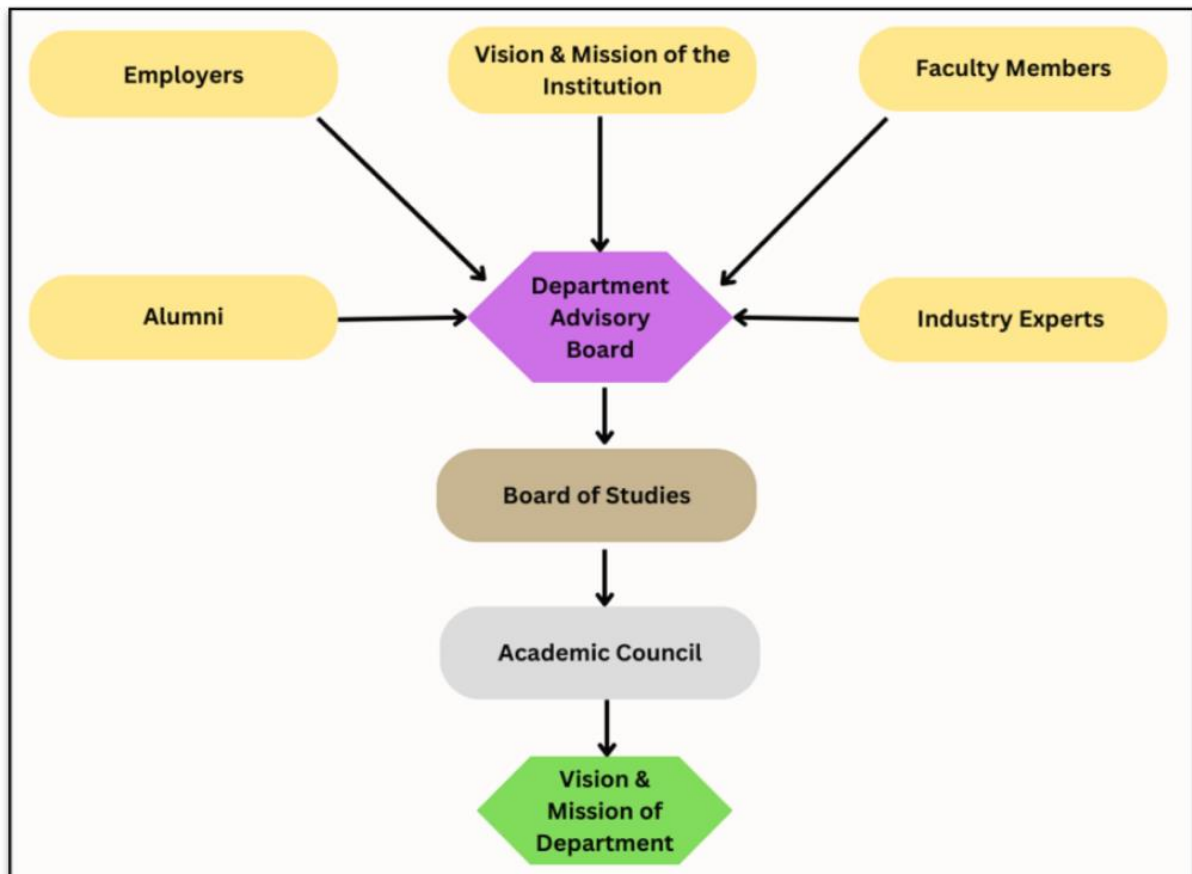 Employers
Vision & Mission of the
Institution
Faculty Members
Alumni
Department
Advisory
Board
Industry Experts
Board of Studies
Academic Council
Vision &
Mission of
Department